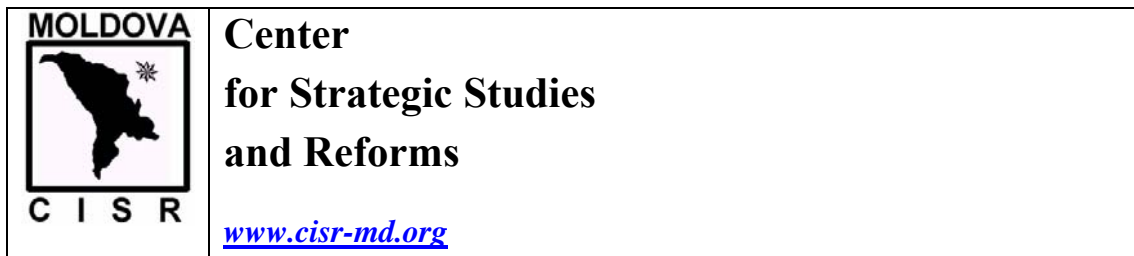 MOLDOVA
C I S R
Center
for Strategic Studies
and Reforms
www.cisr-md.org